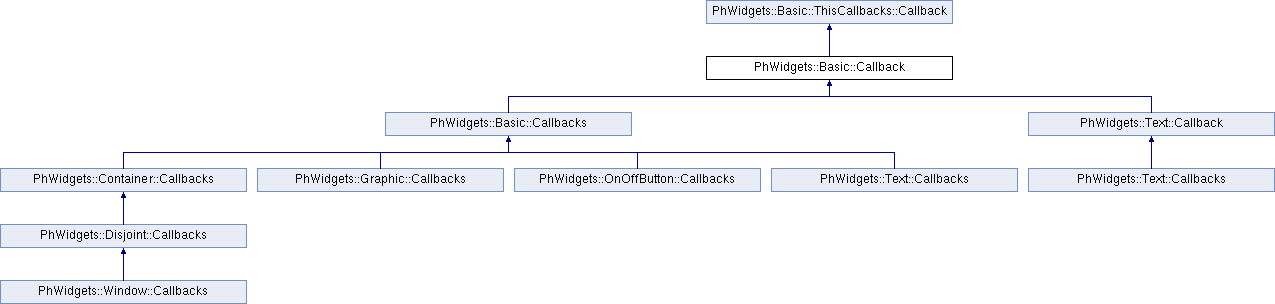 PhWidgets::Basic::ThisCallbacks::Callback
PhWidgets::Basic::Callback
PhWidgets::Basic::Callbacks
PhWidgets::Text::Callback
PhWidgets::Container::Callbacks
PhWidgets::Graphic::Callbacks
PhWidgets::OnOffButton::Callbacks
PhWidgets::Text::Callbacks
PhWidgets::Text::Callbacks
PhWidgets::Disjoint::Callbacks
PhWidgets::Window::Callbacks